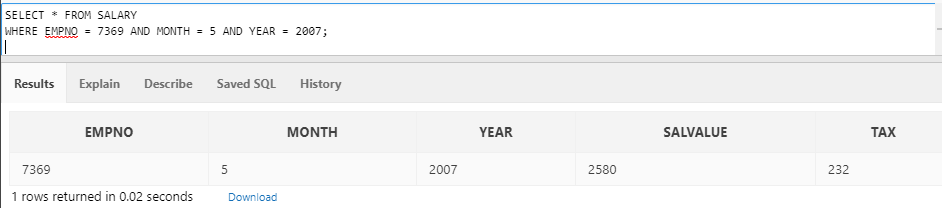 SELECT * FROM SALARY
WHERE EMPNO = 7369 AND MONTH = 5 AND YEAR = 2007;
Results Explain Describe Saved SQL History
EMPNO MONTH YEAR SALVALUE TAX
7369 5 2007 2580 232
1 rows returned in 0.02 seconds Download